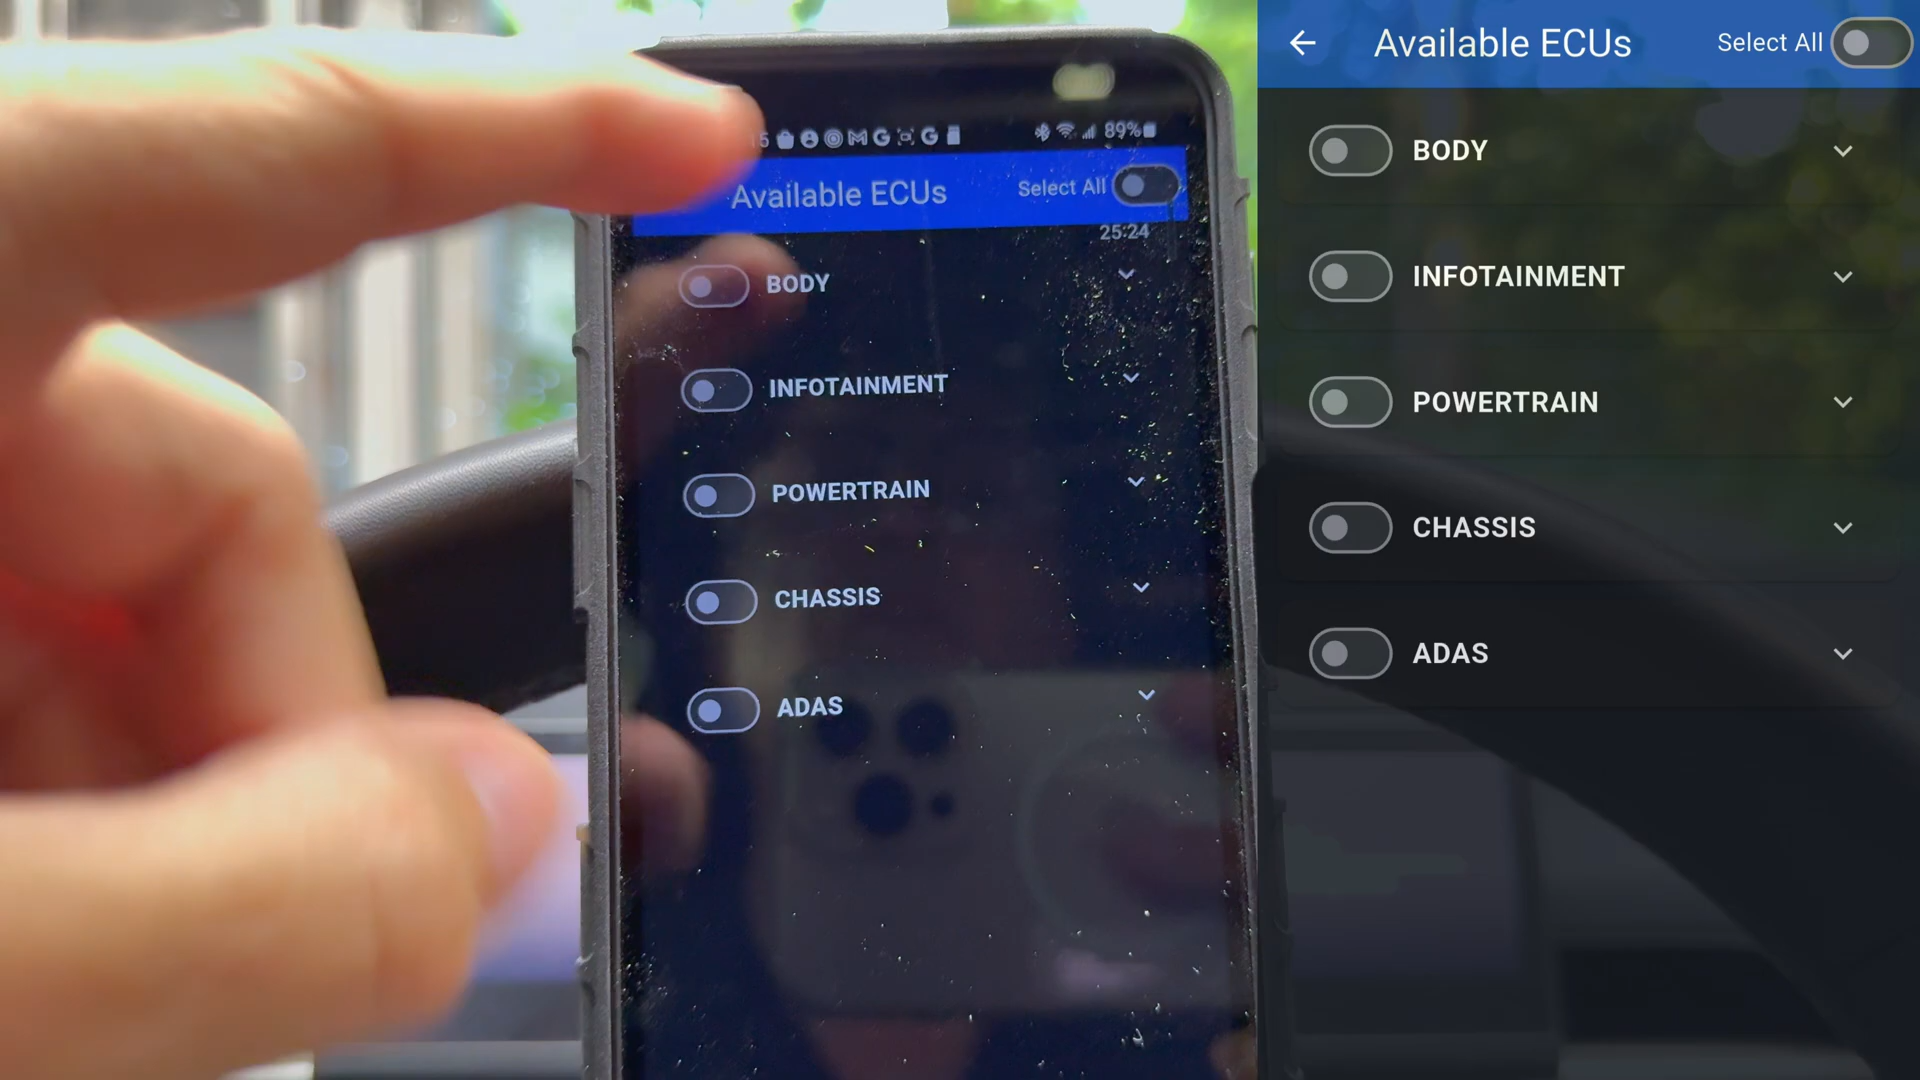 89%
Available ECUs
Select All
25:24
BODY
INFOTAINMENT
POWERTRAIN
CHASSIS
ADAS
Available ECUs
Select All
BODY
INFOTAINMENT
POWERTRAIN
CHASSIS
ADAS